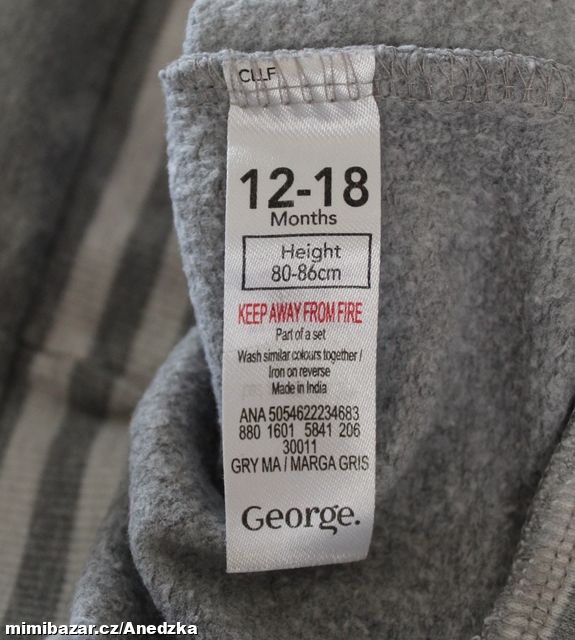 CLLF
12-18
Months
Height
80-86cm
KEEP AWAY FROM FIRE
Part of a set
Wash similar colours together /
Iron on reverse
Made in India
ANA 5054622234683
880 1601 5841 206
30011
GRY MA / MARGA GRIS
George.
mimibazar.cz/Anedzka